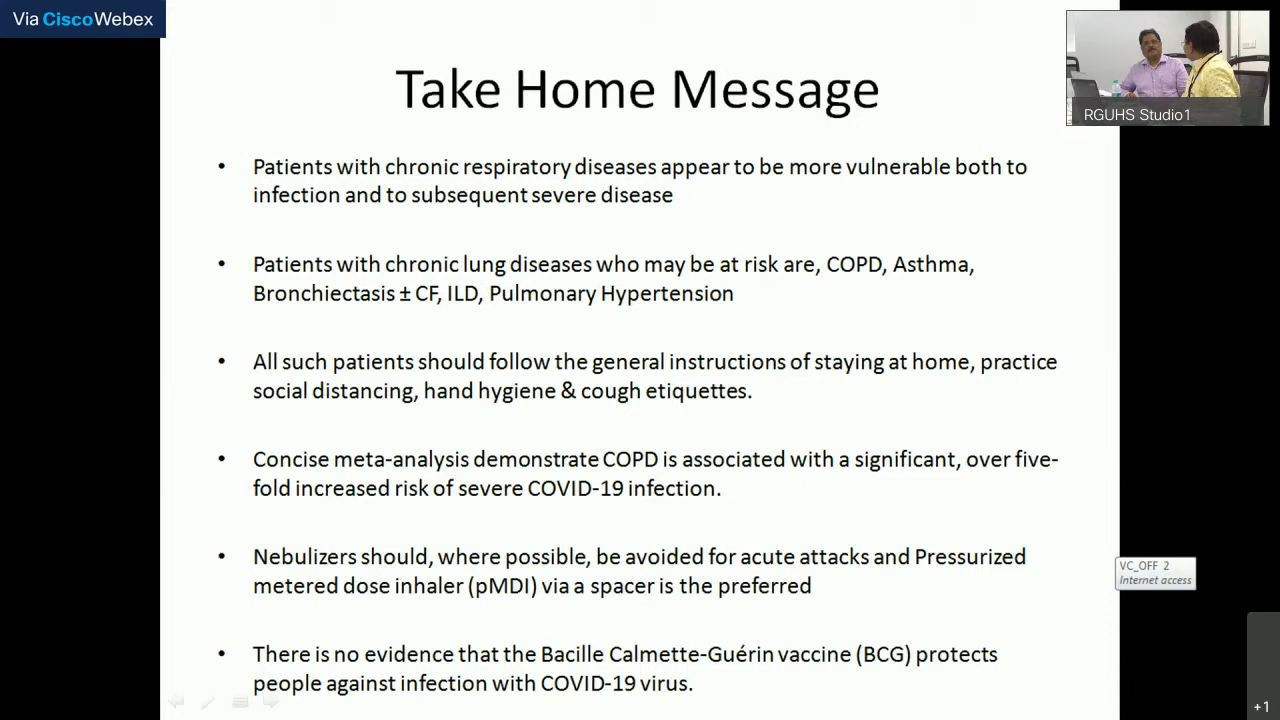 Via CiscoWebex
Take Home Message
RGUHS Studio1
• Patients with chronic respiratory diseases appear to be more vulnerable both to
infection and to subsequent severe disease
• Patients with chronic lung diseases who may be at risk are, COPD, Asthma,
Bronchiectasis ± CF, ILD, Pulmonary Hypertension
• All such patients should follow the general instructions of staying at home, practice
social distancing, hand hygiene & cough etiquettes.
• Concise meta-analysis demonstrate COPD is associated with a significant, over five-
fold increased risk of severe COVID-19 infection.
• Nebulizers should, where possible, be avoided for acute attacks and Pressurized
metered dose inhaler (pMDI) via a spacer is the preferred
VC_OFF 2
Internet access
• There is no evidence that the Bacille Calmette-Guérin vaccine (BCG) protects
people against infection with COVID-19 virus.
+1